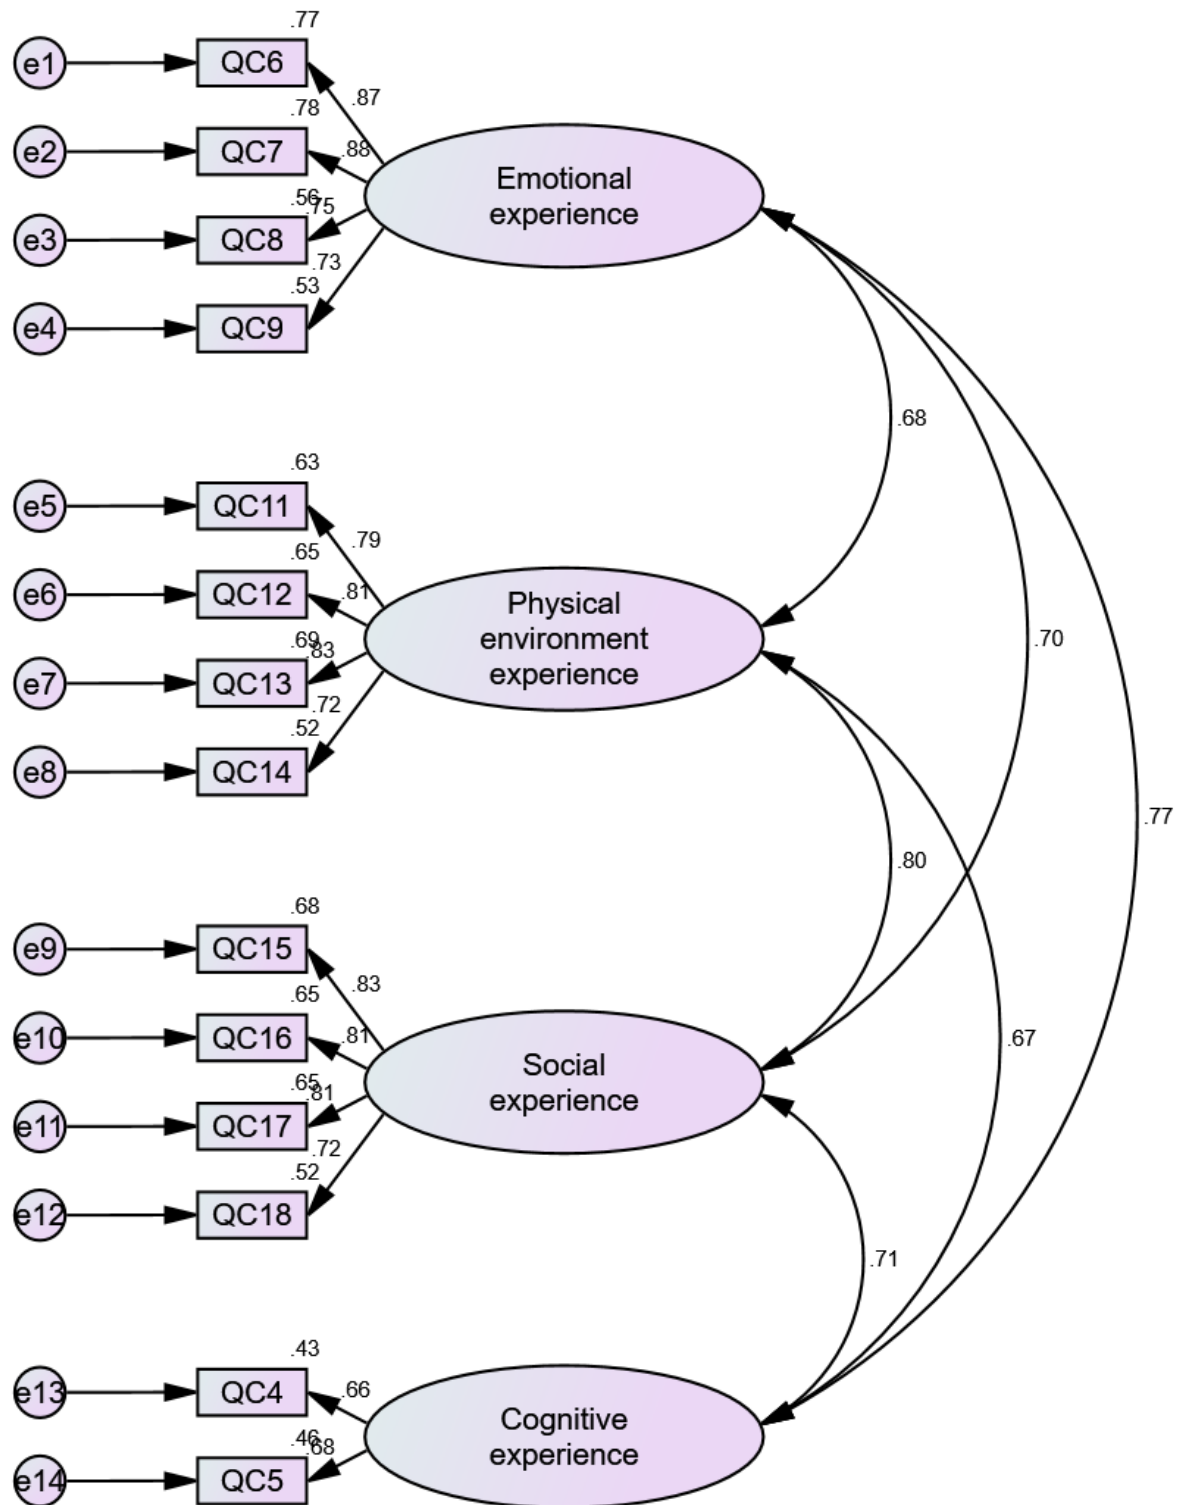 .77
e1
QC6
.87
.78
e2
QC7
.88
Emotional
experience
.56
.75
e3
QC8
.73
.53
e4
QC9
.68
.63
e5
QC11
.79
.65
e6
QC12
.81
Physical
environment
experience
.69
.83
e7
QC13
.72
.52
e8
QC14
.70
.77
.80
.68
e9
QC15
.83
.65
e10
QC16
.81
.67
Social
experience
.65
.81
e11
QC17
.72
.52
e12
QC18
.71
.43
e13
QC4
.66
Cognitive
experience
.46
.68
e14
QC5